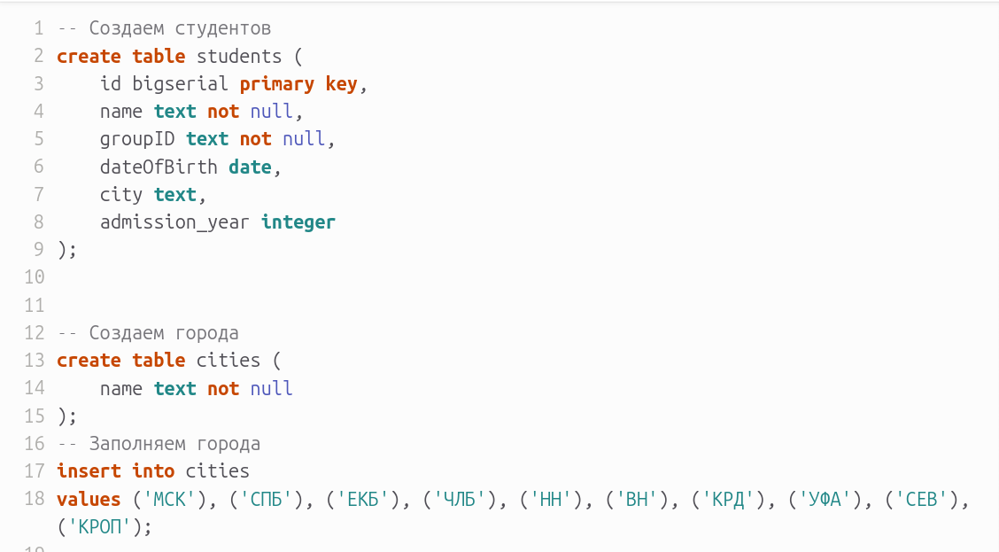 1 -- Создаем студентов
2 create table students (
3     id bigserial primary key,
4     name text not null,
5     groupID text not null,
6     dateOfBirth date,
7     city text,
8     admission_year integer
9 );
10
11
12 -- Создаем города
13 create table cities (
14     name text not null
15 );
16 -- Заполняем города
17 insert into cities
18 values ('МСК'), ('СПБ'), ('ЕКБ'), ('ЧЛБ'), ('НН'), ('ВН'), ('КРД'), ('УФА'), ('СЕВ'),
('КРОП');